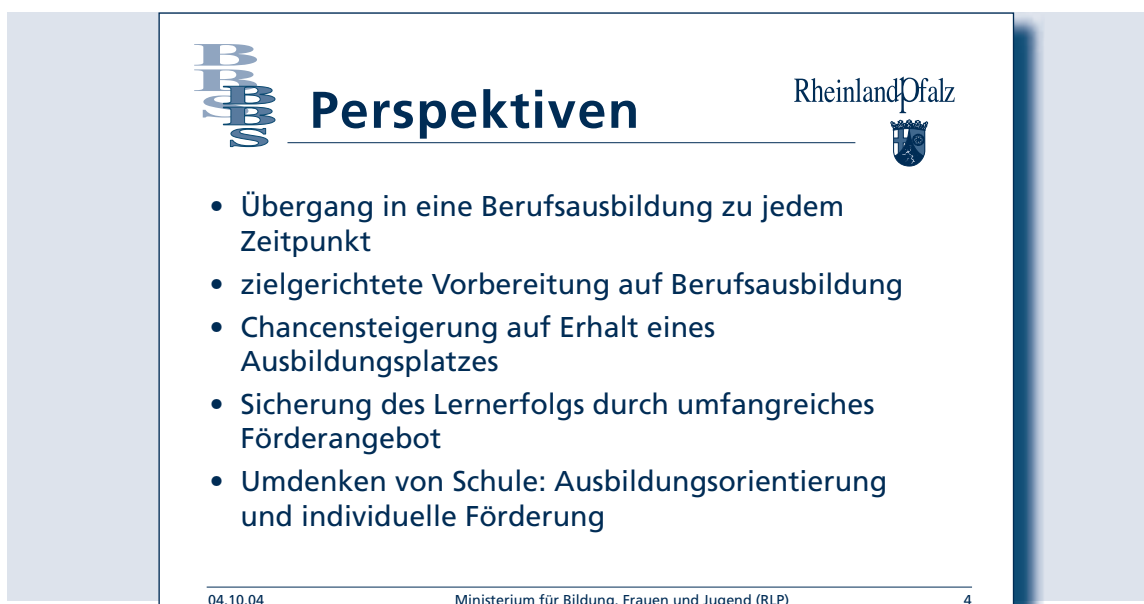 B
B
S
B
B
S
Perspektiven
RheinlandPfalz
• Übergang in eine Berufsausbildung zu jedem
Zeitpunkt
• zielgerichtete Vorbereitung auf Berufsausbildung
• Chancensteigerung auf Erhalt eines
Ausbildungsplatzes
• Sicherung des Lernerfolgs durch umfangreiches
Förderangebot
• Umdenken von Schule: Ausbildungsorientierung
und individuelle Förderung
04.10.04 Ministerium für Bildung, Frauen und Jugend (RLP) 4